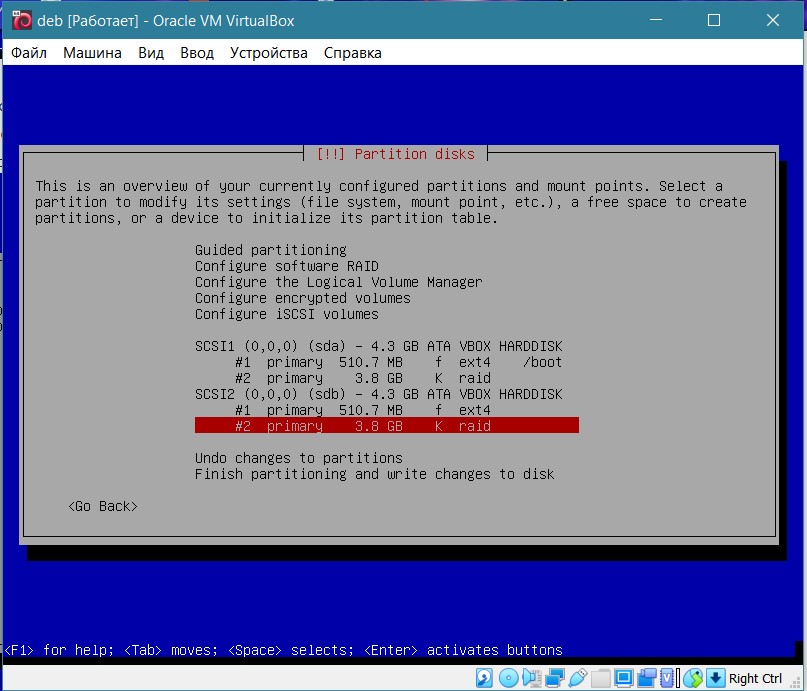 deb [Работает] - Oracle VM VirtualBox
Файл Машина Вид Ввод Устройства Справка
[!!] Partition disks
This is an overview of your currently configured partitions and mount points. Select a
partition to modify its settings (file system, mount point, etc.), a free space to create
partitions, or a device to initialize its partition table.
Guided partitioning
Configure software RAID
Configure the Logical Volume Manager
Configure encrypted volumes
Configure iSCSI volumes
SCSI1 (0,0,0) (sda) - 4.3 GB ATA VBOX HARDDISK
#1 primary 510.7 MB f ext4 /boot
#2 primary 3.8 GB K raid
SCSI2 (0,0,0) (sdb) - 4.3 GB ATA VBOX HARDDISK
#1 primary 510.7 MB f ext4
#2 primary 3.8 GB K raid
Undo changes to partitions
Finish partitioning and write changes to disk
<Go Back>
<F1> for help; <Tab> moves; <Space> selects; <Enter> activates buttons
Right Ctrl